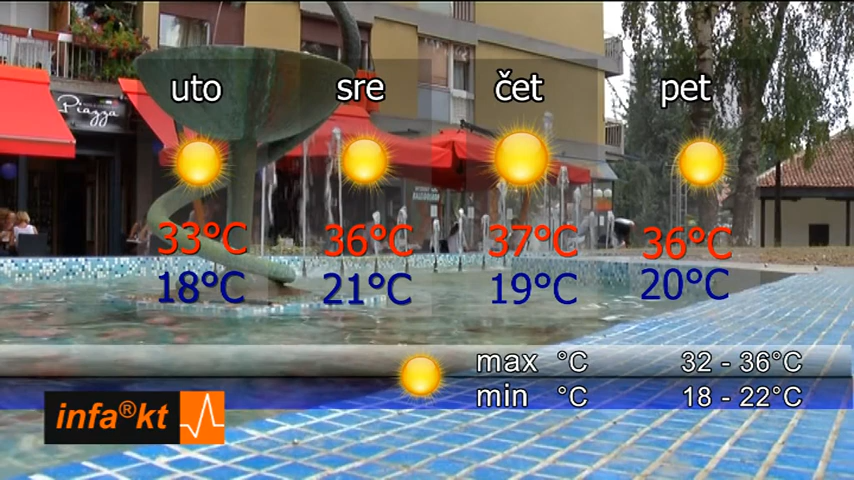 uto sre čet pet
33°C 36°C 37°C 36°C
18°C 21°C 19°C 20°C
max °C 32 - 36°C
min °C 18 - 22°C
infa®kt
Piazza